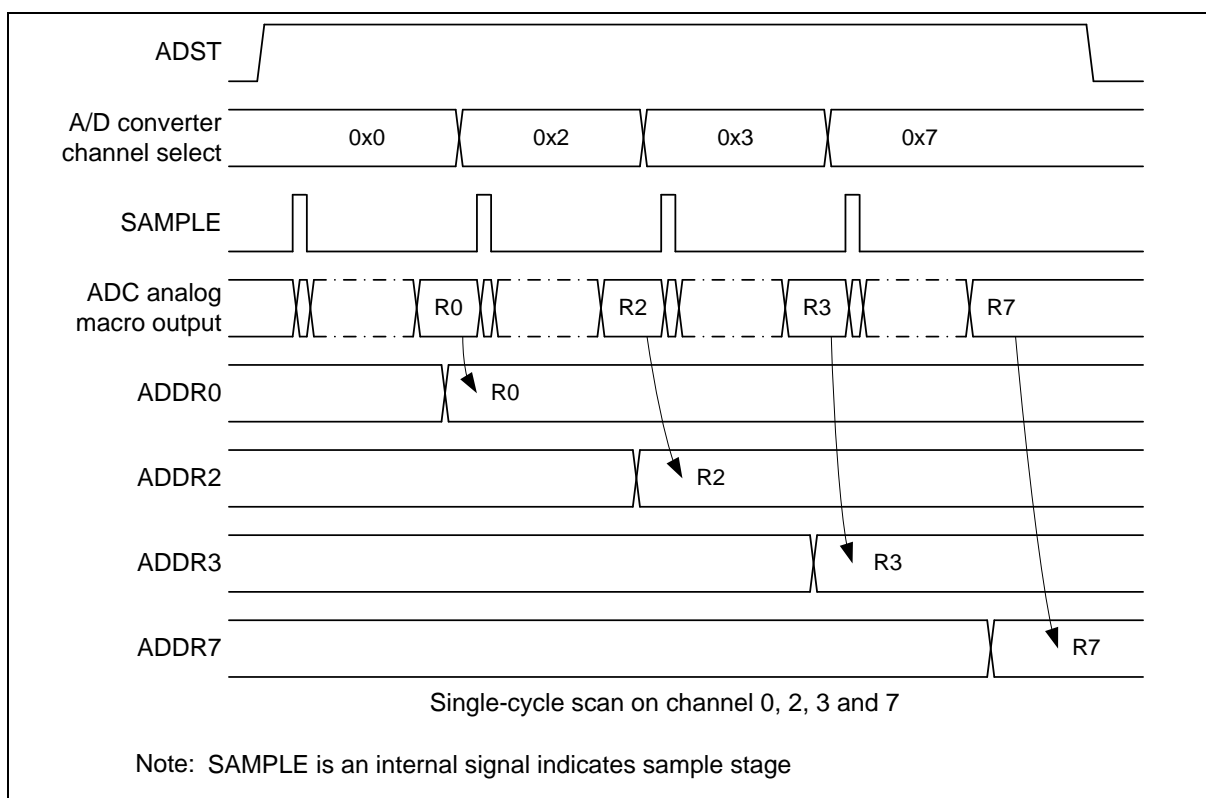 ADST
A/D converter
channel select
0x0
0x2
0x3
0x7
SAMPLE
ADC analog
macro output
R0
R2
R3
R7
ADDR0
R0
ADDR2
R2
ADDR3
R3
ADDR7
R7
Single-cycle scan on channel 0, 2, 3 and 7
Note: SAMPLE is an internal signal indicates sample stage